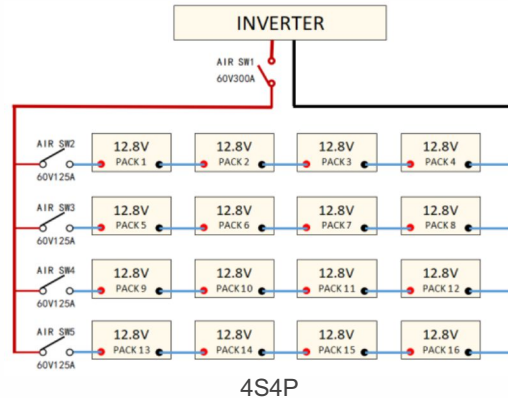 INVERTER
AIR SW1
60V300A
AIR SW2
60V125A
12.8V
PACK 1
12.8V
PACK 2
12.8V
PACK 3
12.8V
PACK 4
AIR SW3
60V125A
12.8V
PACK 5
12.8V
PACK 6
12.8V
PACK 7
12.8V
PACK 8
AIR SW4
60V125A
12.8V
PACK 9
12.8V
PACK 10
12.8V
PACK 11
12.8V
PACK 12
AIR SW5
60V125A
12.8V
PACK 13
12.8V
PACK 14
12.8V
PACK 15
12.8V
PACK 16
4S4P